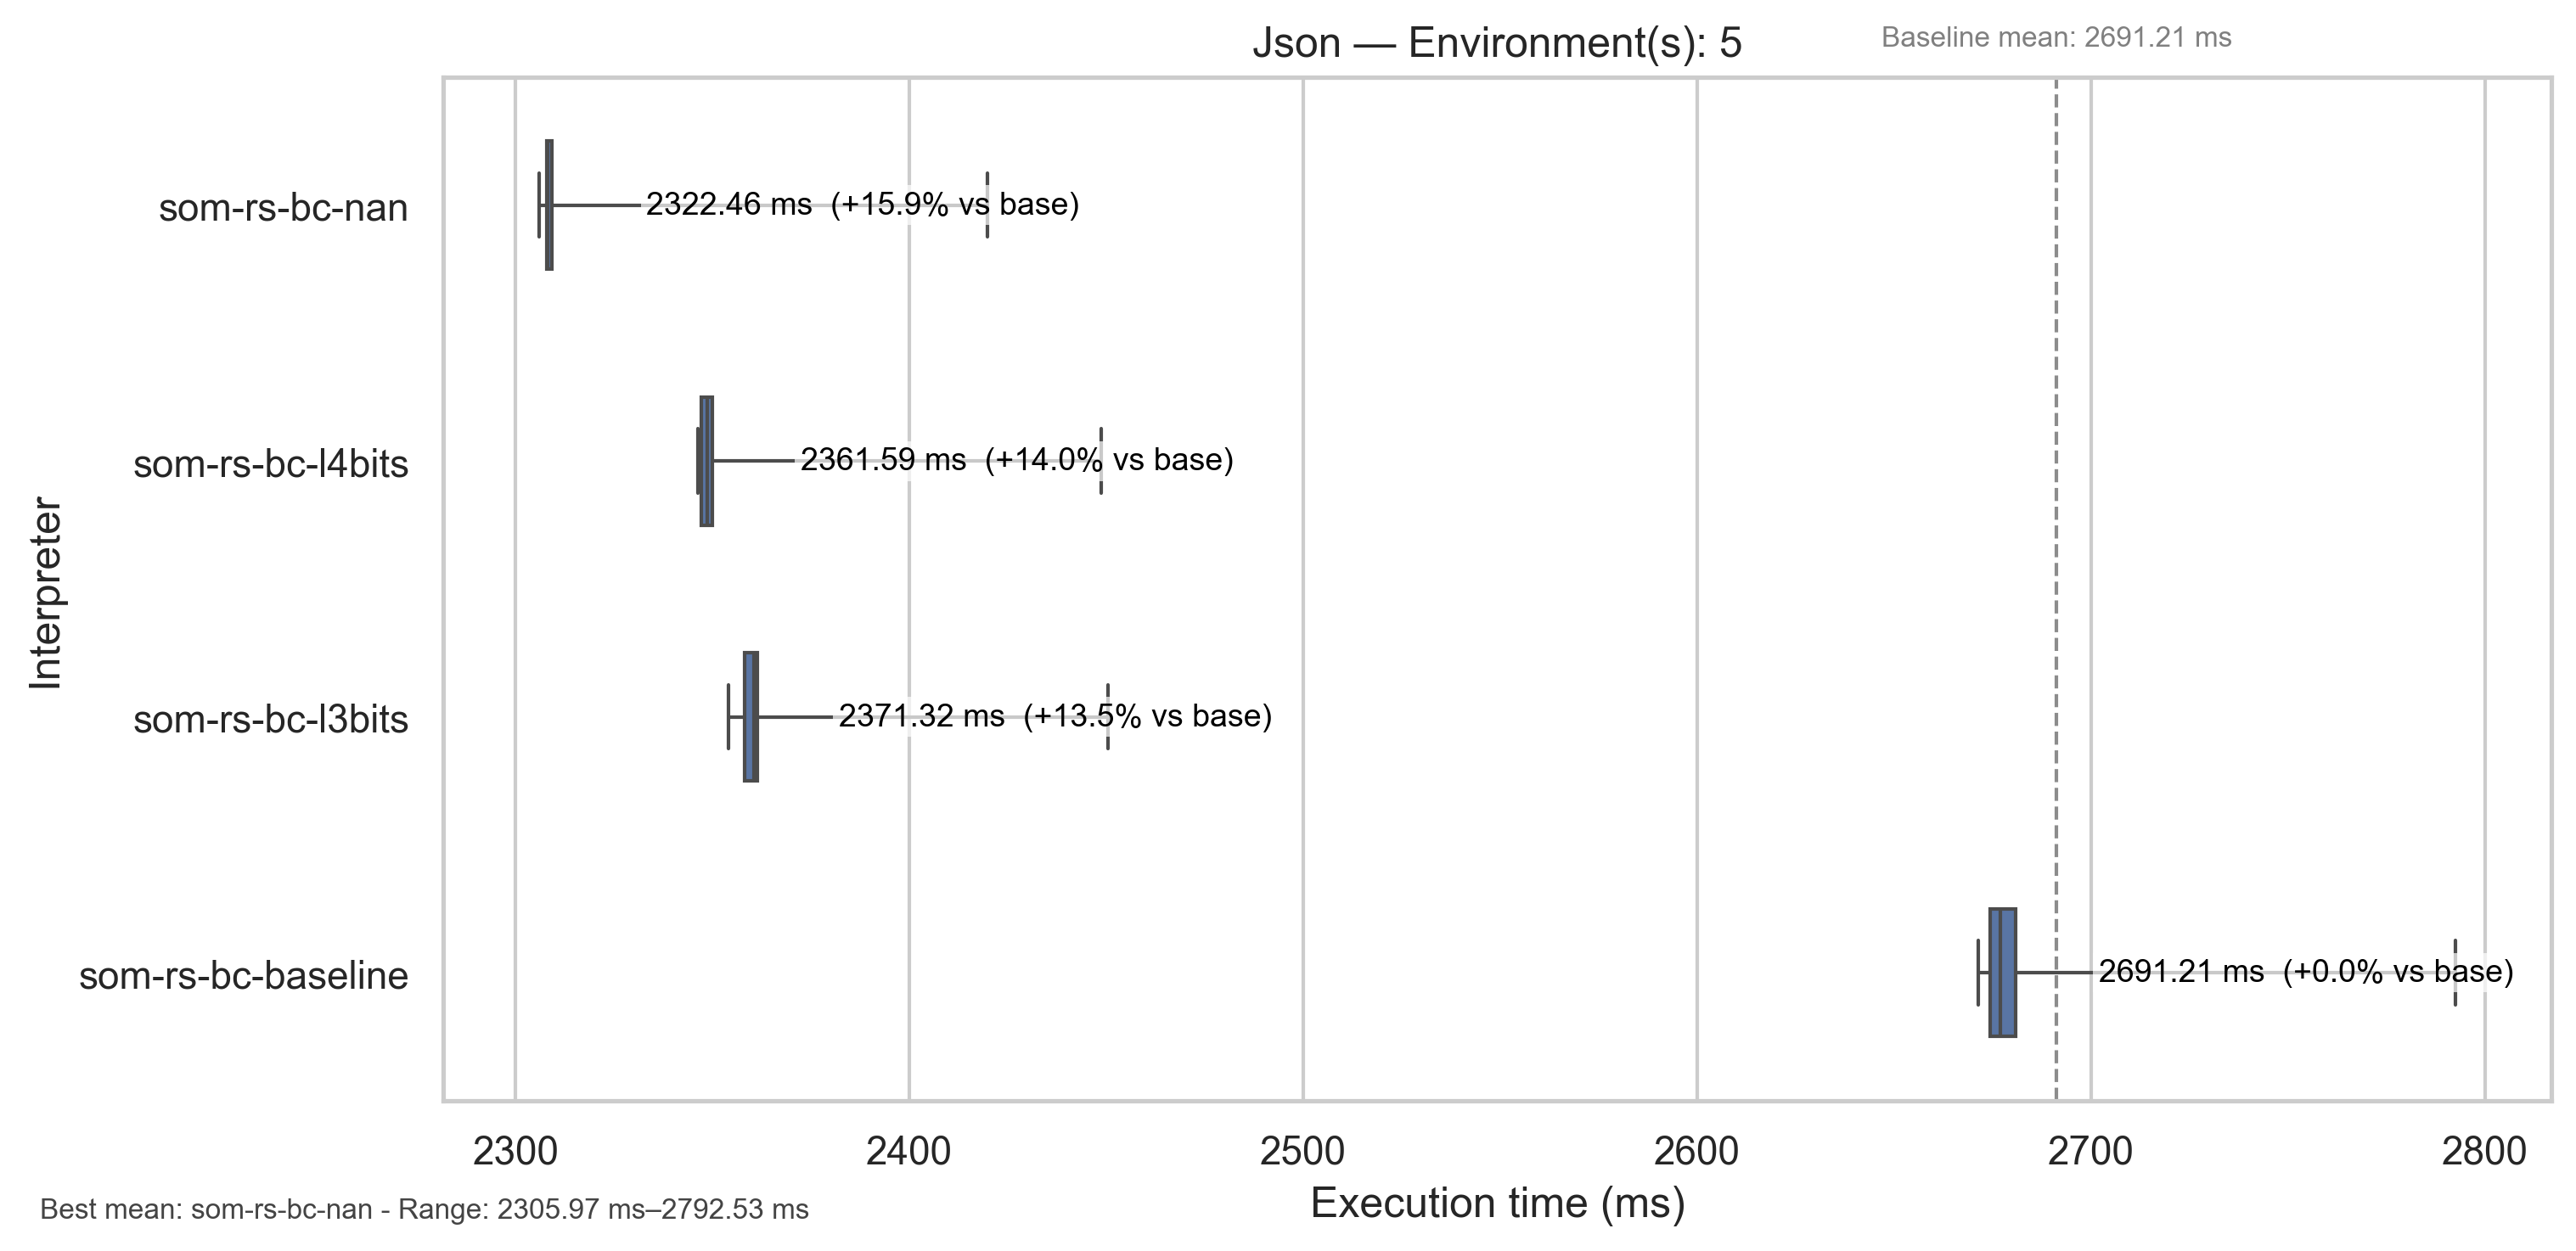 Json — Environment(s): 5
Baseline mean: 2691.21 ms
Interpreter
som-rs-bc-nan
2322.46 ms (+15.9% vs base)
som-rs-bc-l4bits
2361.59 ms (+14.0% vs base)
som-rs-bc-l3bits
2371.32 ms (+13.5% vs base)
som-rs-bc-baseline
2691.21 ms (+0.0% vs base)
2300 2400 2500 2600 2700 2800
Execution time (ms)
Best mean: som-rs-bc-nan - Range: 2305.97 ms–2792.53 ms